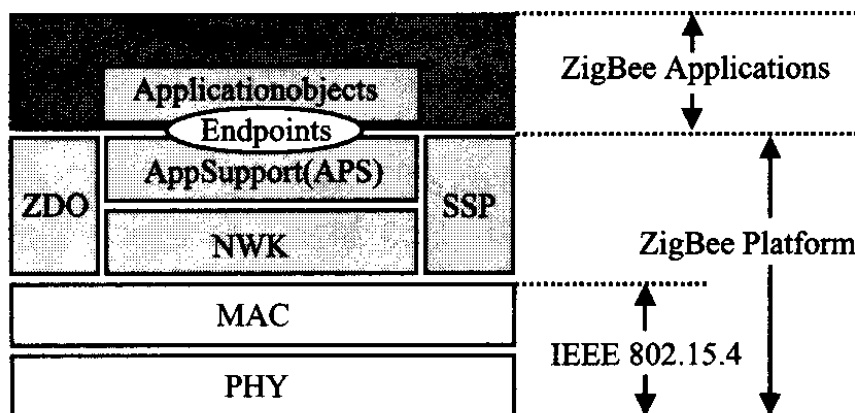 Applicationobjects
Endpoints
AppSupport(APS)
ZDO
SSP
NWK
MAC
PHY
ZigBee Applications
ZigBee Platform
IEEE 802.15.4